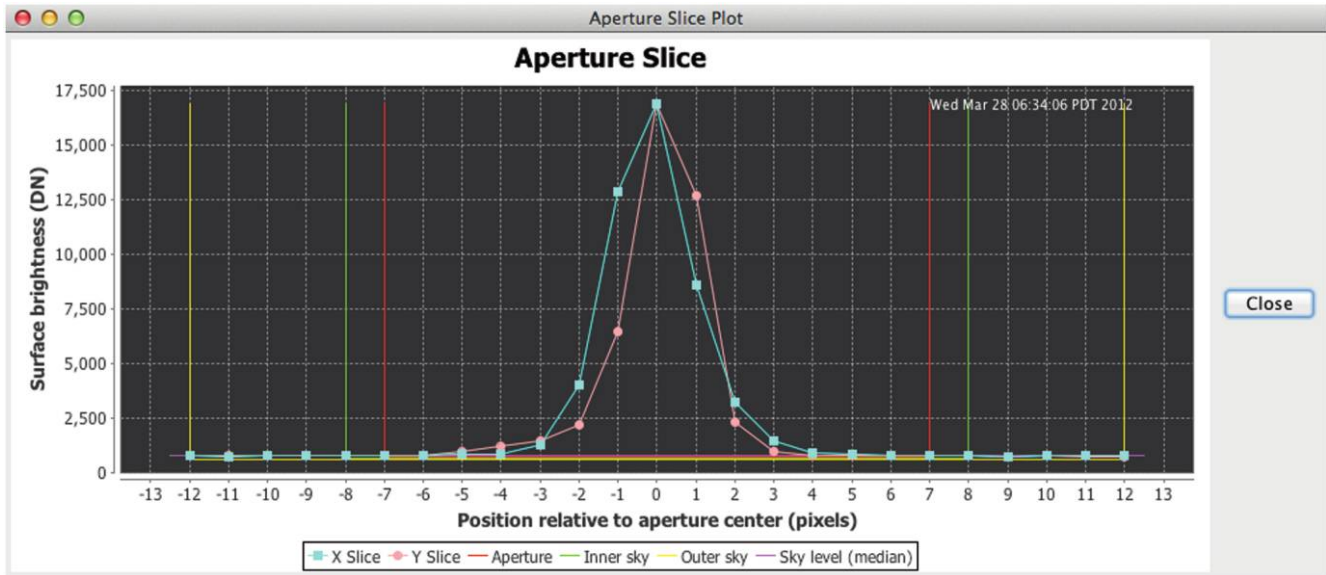 Aperture Slice Plot
Aperture Slice
Wed Mar 28 06:34:06 PDT 2012
17,500
15,000
12,500
10,000
7,500
5,000
2,500
0
Surface brightness (DN)
-13 -12 -11 -10 -9 -8 -7 -6 -5 -4 -3 -2 -1 0 1 2 3 4 5 6 7 8 9 10 11 12 13
Position relative to aperture center (pixels)
X Slice Y Slice Aperture Inner sky Outer sky Sky level (median)
Close